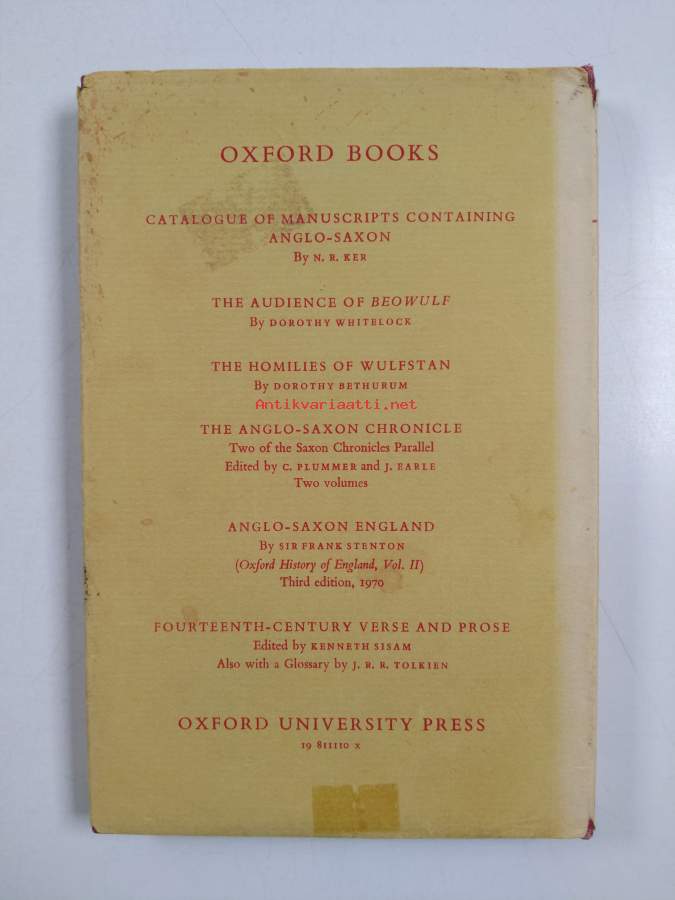 OXFORD BOOKS
CATALOGUE OF MANUSCRIPTS CONTAINING
ANGLO-SAXON
By N. R. KER
THE AUDIENCE OF BEOWULF
By DOROTHY WHITELOCK
THE HOMILIES OF WULFSTAN
By DOROTHY BETHURUM
Antikvariaatti.net
THE ANGLO-SAXON CHRONICLE
Two of the Saxon Chronicles Parallel
Edited by C. PLUMMER and J. EARLE
Two volumes
ANGLO-SAXON ENGLAND
By SIR FRANK STENTON
(Oxford History of England, Vol. II)
Third edition, 1970
FOURTEENTH-CENTURY VERSE AND PROSE
Edited by KENNETH SISAM
Also with a Glossary by J. R. R. TOLKIEN
OXFORD UNIVERSITY PRESS
19 811110 X